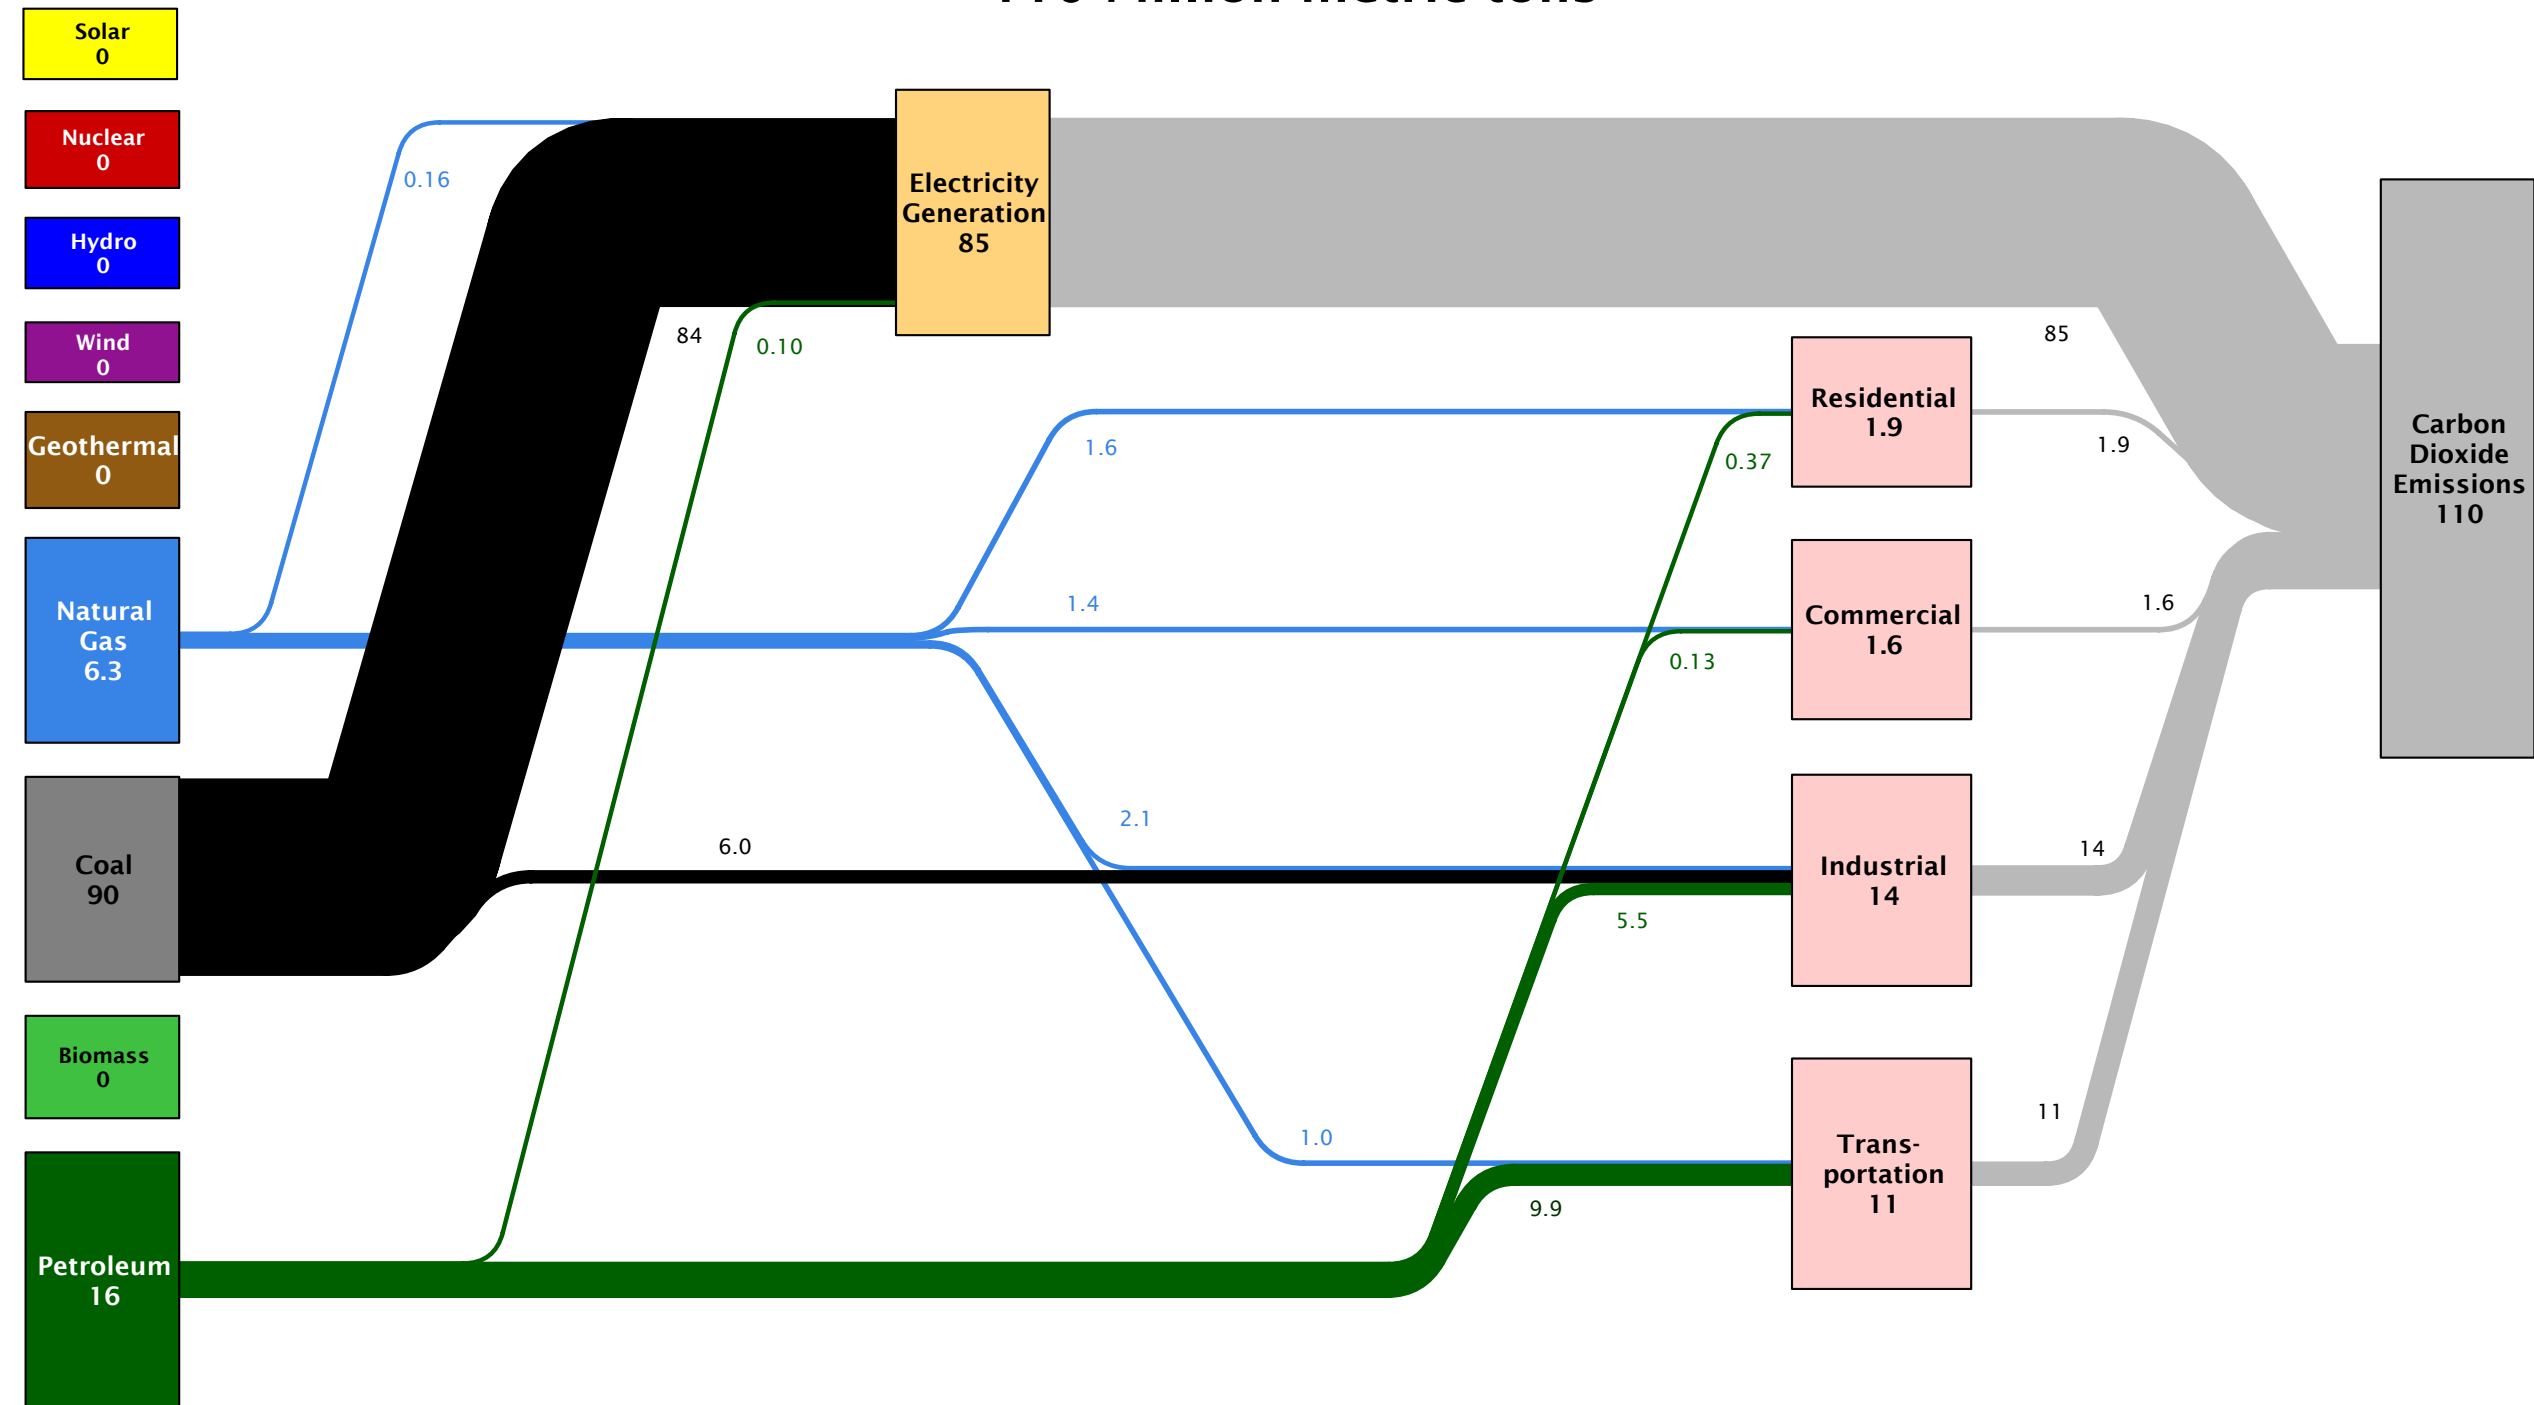 Solar
0
Nuclear
0
Hydro
0
Wind
0
Geothermal
0
Natural
Gas
6.3
Coal
90
Biomass
0
Petroleum
16
0.16
84
0.10
Electricity
Generation
85
1.6
1.4
2.1
6.0
1.0
0.37
0.13
5.5
9.9
Residential
1.9
Commercial
1.6
Industrial
14
Trans-
portation
11
85
1.9
1.6
14
11
Carbon
Dioxide
Emissions
110